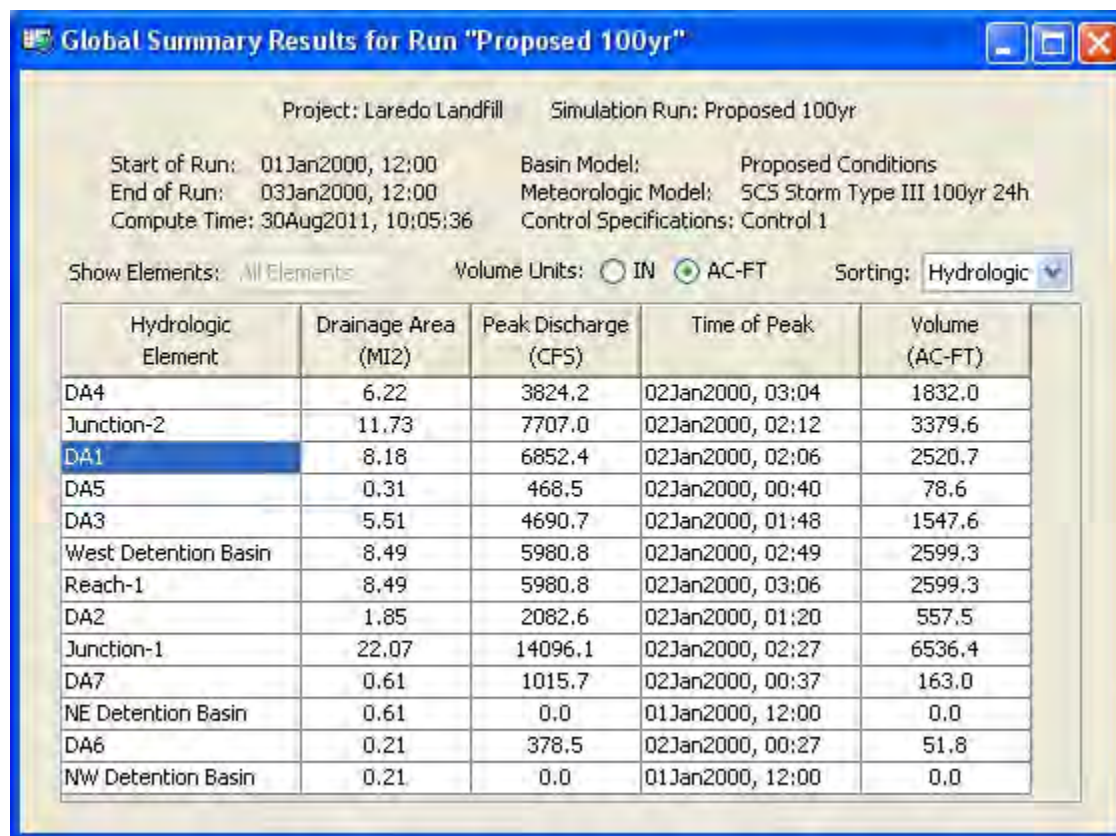 Global Summary Results for Run "Proposed 100yr"
Project: Laredo Landfill Simulation Run: Proposed 100yr
Start of Run: 01Jan2000, 12:00 Basin Model: Proposed Conditions
End of Run: 03Jan2000, 12:00 Meteorologic Model: SCS Storm Type III 100yr 24h
Compute Time: 30Aug2011, 10:05:36 Control Specifications: Control 1
Show Elements: All Elements Volume Units: IN AC-FT Sorting: Hydrologic
Hydrologic Drainage Area Peak Discharge Time of Peak Volume
Element (MI2) (CFS) (AC-FT)
DA4 6.22 3824.2 02Jan2000, 03:04 1832.0
Junction-2 11.73 7707.0 02Jan2000, 02:12 3379.6
DA1 8.18 6852.4 02Jan2000, 02:06 2520.7
DA5 0.31 468.5 02Jan2000, 00:40 78.6
DA3 5.51 4690.7 02Jan2000, 01:48 1547.6
West Detention Basin 8.49 5980.8 02Jan2000, 02:49 2599.3
Reach-1 8.49 5980.8 02Jan2000, 03:06 2599.3
DA2 1.85 2082.6 02Jan2000, 01:20 557.5
Junction-1 22.07 14096.1 02Jan2000, 02:27 6536.4
DA7 0.61 1015.7 02Jan2000, 00:37 163.0
NE Detention Basin 0.61 0.0 01Jan2000, 12:00 0.0
DA6 0.21 378.5 02Jan2000, 00:27 51.8
NW Detention Basin 0.21 0.0 01Jan2000, 12:00 0.0